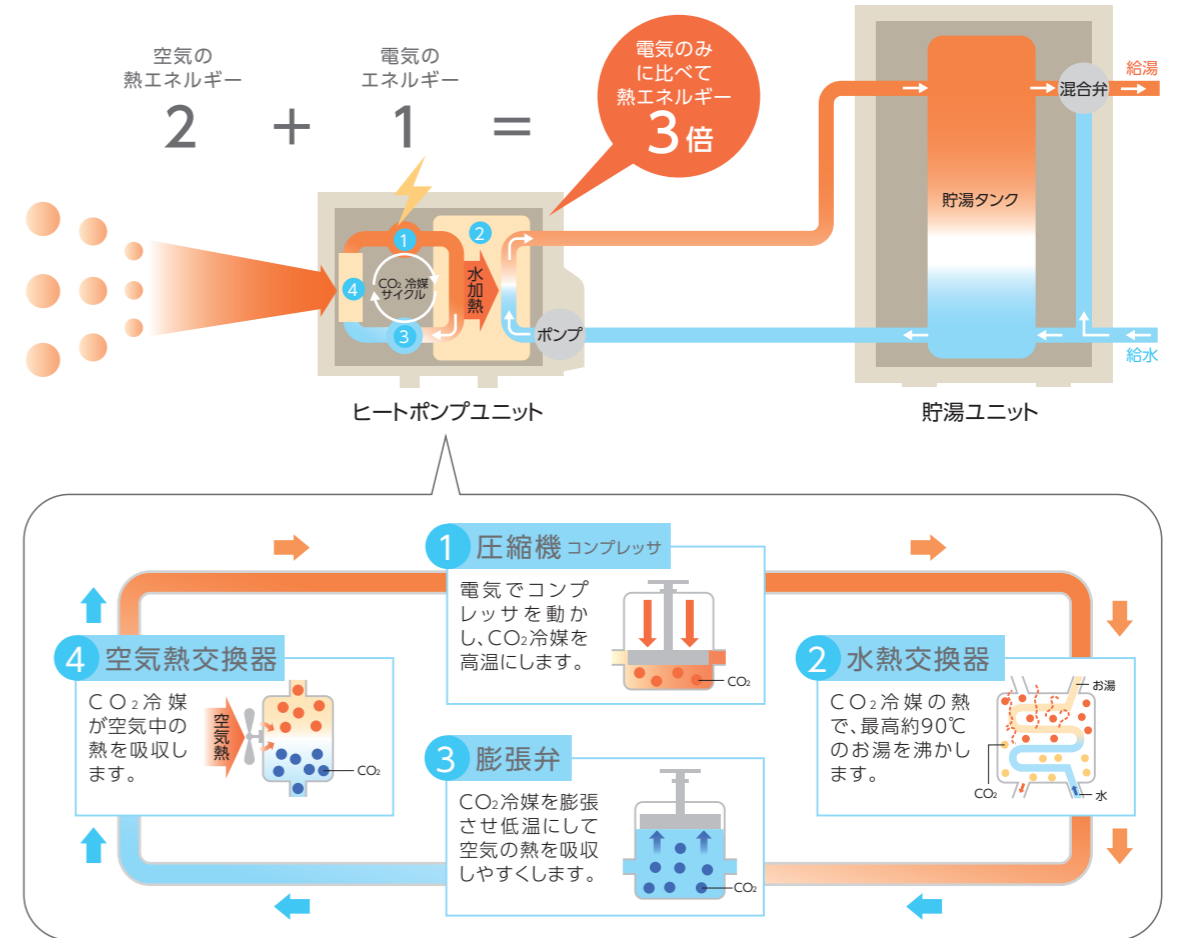 空気の
熱エネルギー
2
+
電気の
エネルギー
1
=
電気のみ
に比べて
熱エネルギー
3倍
給湯
混合弁
貯湯タンク
給水
1
2
3
4
CO₂ 冷媒
サイクル
水加熱
ポンプ
ヒートポンプユニット
貯湯ユニット
1 圧縮機 コンプレッサ
電気でコンプ
レッサを動か
し、CO₂冷媒を
高温にします。
CO₂
4 空気熱交換器
CO₂冷媒
が空気中の
熱を吸収し
ます。
空気熱
CO₂
2 水熱交換器
CO₂冷媒の熱
で、最高約90℃
のお湯を沸かし
ます。
お湯
CO₂
水
3 膨張弁
CO₂冷媒を膨張
させ低温にして
空気の熱を吸収
しやすくします。
CO₂